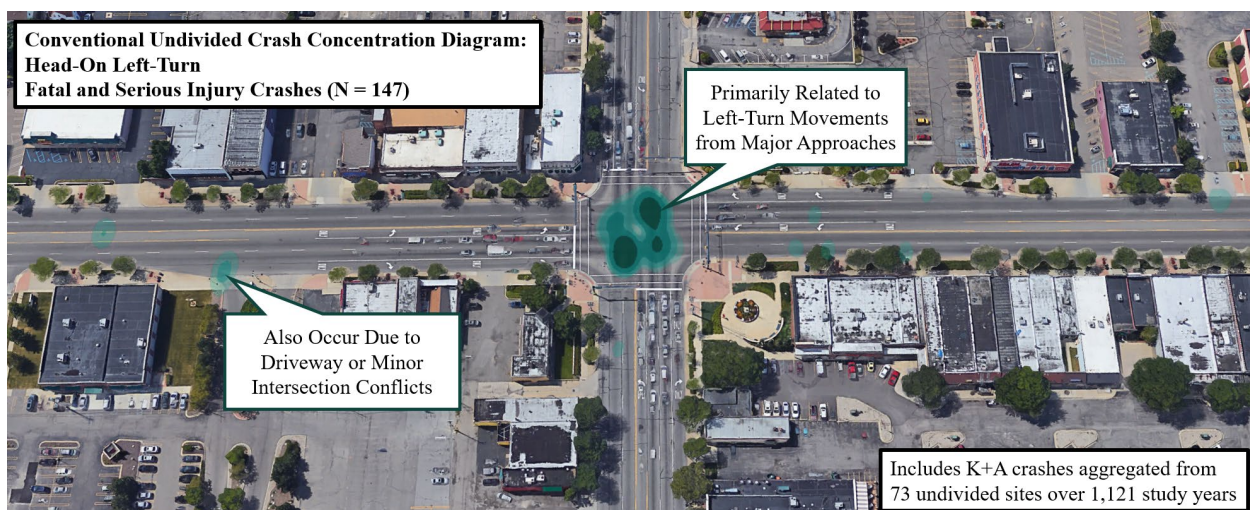 Conventional Undivided Crash Concentration Diagram:
Head-On Left-Turn
Fatal and Serious Injury Crashes (N = 147)
Primarily Related to
Left-Turn Movements
from Major Approaches
Also Occur Due to
Driveway or Minor
Intersection Conflicts
Includes K+A crashes aggregated from
73 undivided sites over 1,121 study years